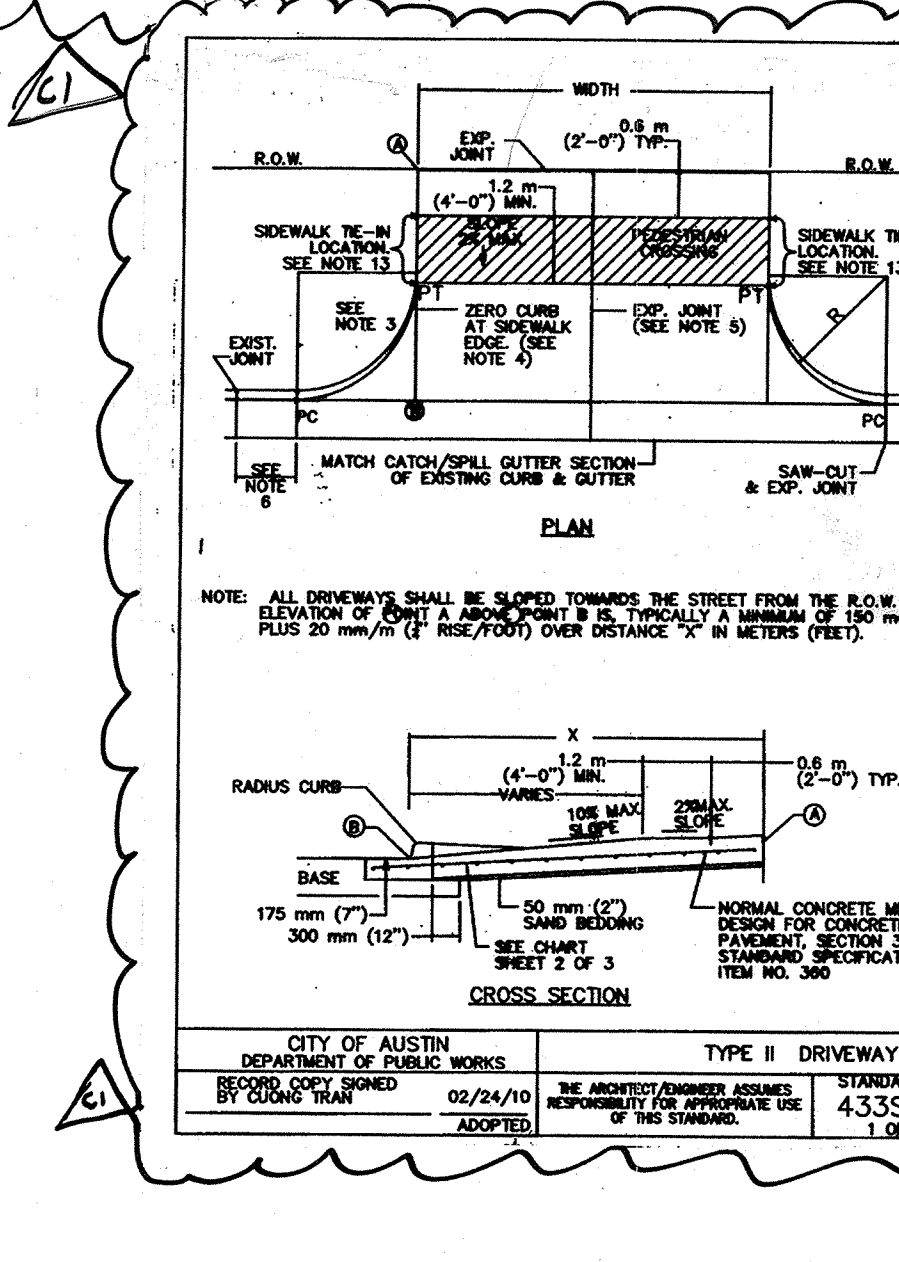 C1
WIDTH
0.6 m
(2'-0") TYP.
A
EXP.
JOINT
R.O.W.
R.O.W.
1.2 m
(4'-0") MIN.
SLOPE
2% MAX
PEDESTRIAN
CROSSING
SIDEWALK TIE-IN
LOCATION.
SEE NOTE 13
SIDEWALK
LOCATION.
SEE NOTE
PT
PT
SEE
NOTE 3
ZERO CURB
AT SIDEWALK
EDGE. (SEE
NOTE 4)
EXP. JOINT
(SEE NOTE 5)
R
EXIST.
JOINT
PC
B
PC
SEE
NOTE
6
MATCH CATCH/SPILL GUTTER SECTION
OF EXISTING CURB & GUTTER
SAW-CUT
& EXP. JOINT
PLAN
NOTE: ALL DRIVEWAYS SHALL BE SLOPED TOWARDS THE STREET FROM THE R.O.W.
ELEVATION OF POINT A ABOVE POINT B IS, TYPICALLY A MINIMUM OF 150
PLUS 20 mm/m (¼" RISE/FOOT) OVER DISTANCE "X" IN METERS (FEET).
X
1.2 m
(4'-0") MIN.
0.6 m
(2'-0") TYP.
RADIUS CURB
VARIES
10% MAX.
SLOPE
2%MAX.
SLOPE
B
A
BASE
175 mm (7")
300 mm (12")
50 mm (2")
SAND BEDDING
SEE CHART
SHEET 2 OF 3
NORMAL CONCRETE
DESIGN FOR
PAVEMENT, SECTION
STANDARD
ITEM NO. 360
CROSS SECTION
CITY OF AUSTIN
DEPARTMENT OF PUBLIC WORKS
TYPE II DRIVEWAY
RECORD COPY SIGNED
BY CUONG TRAN
02/24/10
ADOPTED
THE ARCHITECT/ENGINEER ASSUMES
RESPONSIBILITY FOR APPROPRIATE USE
OF THIS STANDARD.
433S
1
C1